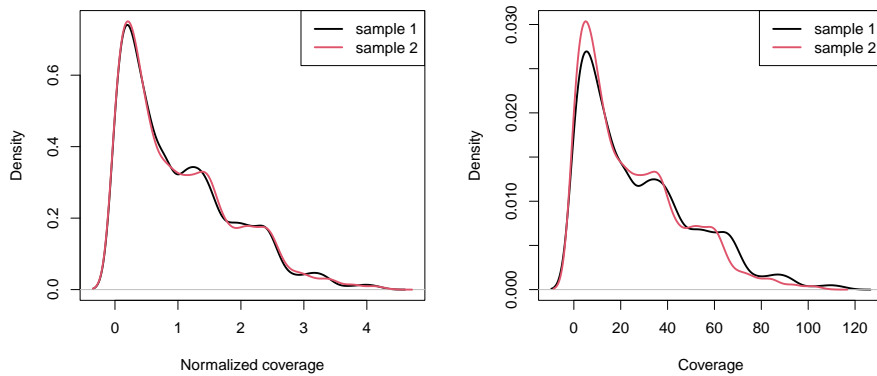 sample 1
sample 2
Density
0.0 0.2 0.4 0.6
0 1 2 3 4
Normalized coverage
sample 1
sample 2
Density
0.000 0.010 0.020 0.030
0 20 40 60 80 100 120
Coverage